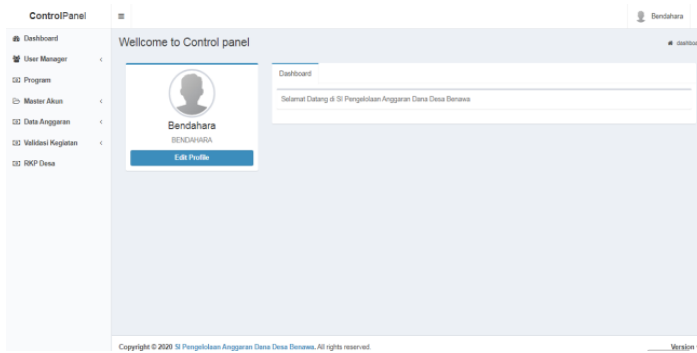 ControlPanel
Bendahara
Dashboard
User Manager
Program
Master Akun
Data Anggaran
Validasi Kegiatan
RKP Desa
Wellcome to Control panel
Bendahara
BENDAHARA
Edit Profile
Dashboard
Selamat Datang di SI Pengelolaan Anggaran Dana Desa Benawa
Copyright © 2020 SI Pengelolaan Anggaran Dana Desa Benawa. All rights reserved.
Version